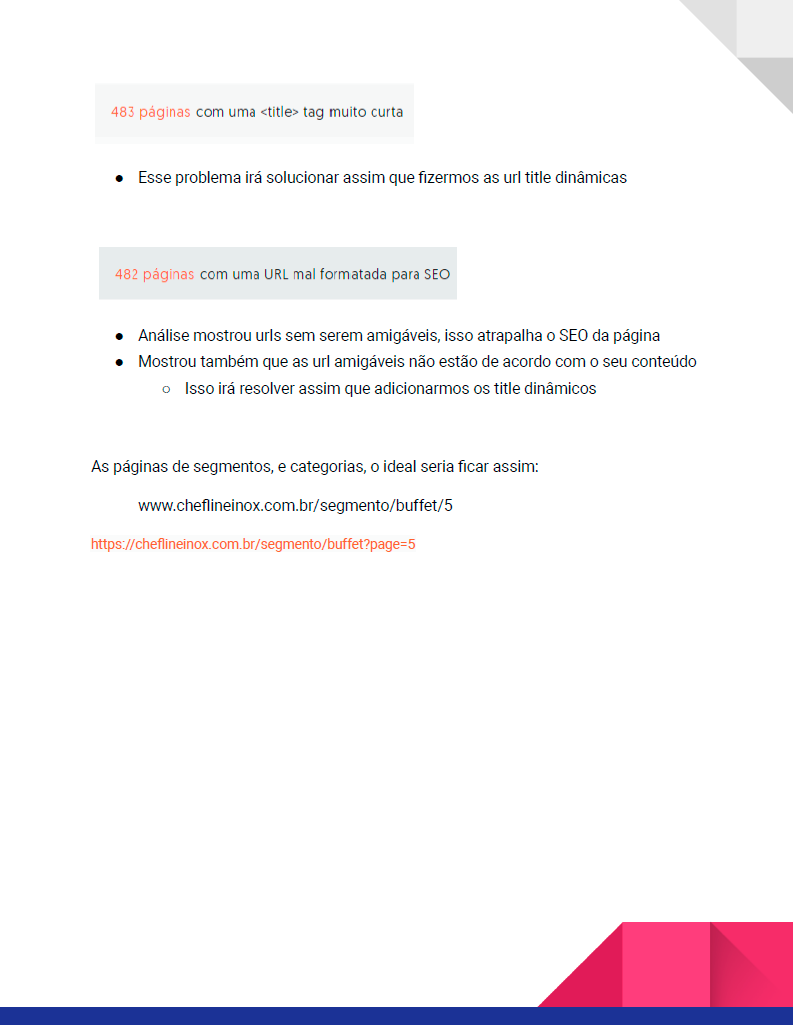 483 páginas com uma <title> tag muito curta
● Esse problema irá solucionar assim que fizermos as url title dinâmicas
482 páginas com uma URL mal formatada para SEO
● Análise mostrou urls sem serem amigáveis, isso atrapalha o SEO da página
● Mostrou também que as url amigáveis não estão de acordo com o seu conteúdo
○ Isso irá resolver assim que adicionarmos os title dinâmicos
As páginas de segmentos, e categorias, o ideal seria ficar assim:
www.cheflineinox.com.br/segmento/buffet/5
https://cheflineinox.com.br/segmento/buffet?page=5